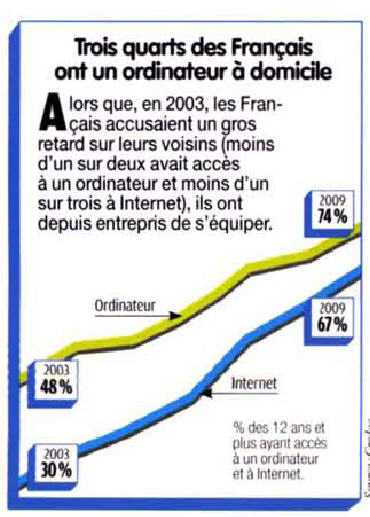 Trois quarts des Français
ont un ordinateur à domicile
Alors que, en 2003, les Fran-
çais accusaient un gros
retard sur leurs voisins (moins
d'un sur deux avait accès
à un ordinateur et moins d'un
sur trois à Internet), ils ont
depuis entrepris de s'équiper.
2009
74 %
Ordinateur
2009
67 %
2003
48 %
Internet
% des 12 ans et
plus ayant accès
à un ordinateur
et à Internet.
2003
30 %